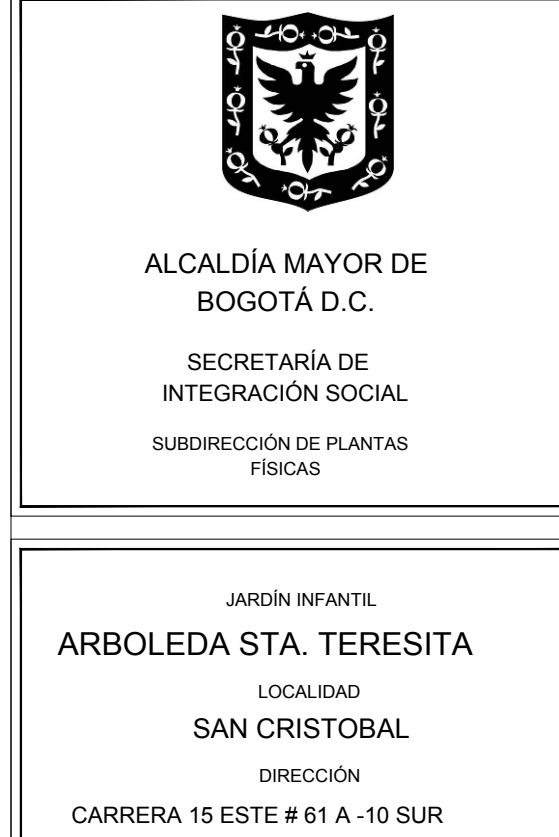 ALCALDÍA MAYOR DE
BOGOTÁ D.C.
SECRETARÍA DE
INTEGRACIÓN SOCIAL
SUBDIRECCIÓN DE PLANTAS
FÍSICAS
JARDÍN INFANTIL
ARBOLEDA STA. TERESITA
LOCALIDAD
SAN CRISTOBAL
DIRECCIÓN
CARRERA 15 ESTE # 61 A -10 SUR